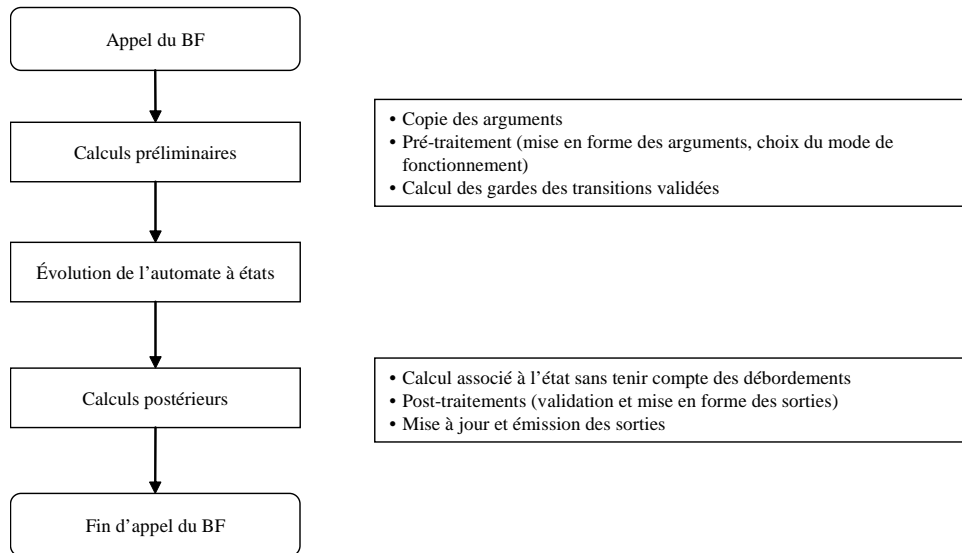 Appel du BF
Calculs préliminaires
• Copie des arguments
• Pré-traitement (mise en forme des arguments, choix du mode de
fonctionnement)
• Calcul des gardes des transitions validées
Évolution de l’automate à états
Calculs postérieurs
• Calcul associé à l’état sans tenir compte des débordements
• Post-traitements (validation et mise en forme des sorties)
• Mise à jour et émission des sorties
Fin d’appel du BF